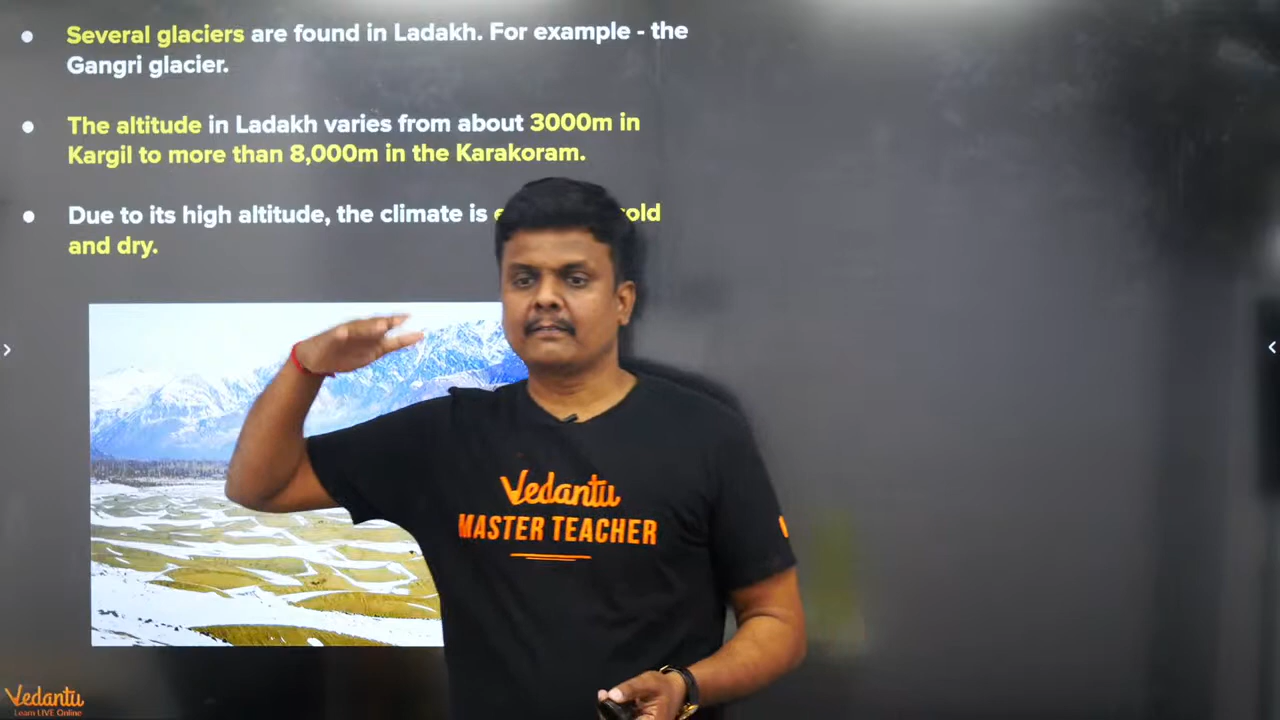 Several glaciers are found in Ladakh. For example - the
Gangri glacier.
The altitude in Ladakh varies from about 3000m in
Kargil to more than 8,000m in the Karakoram.
Due to its high altitude, the climate is
and dry.
Vedantu
MASTER TEACHER
Vedantu
Learn LIVE Online